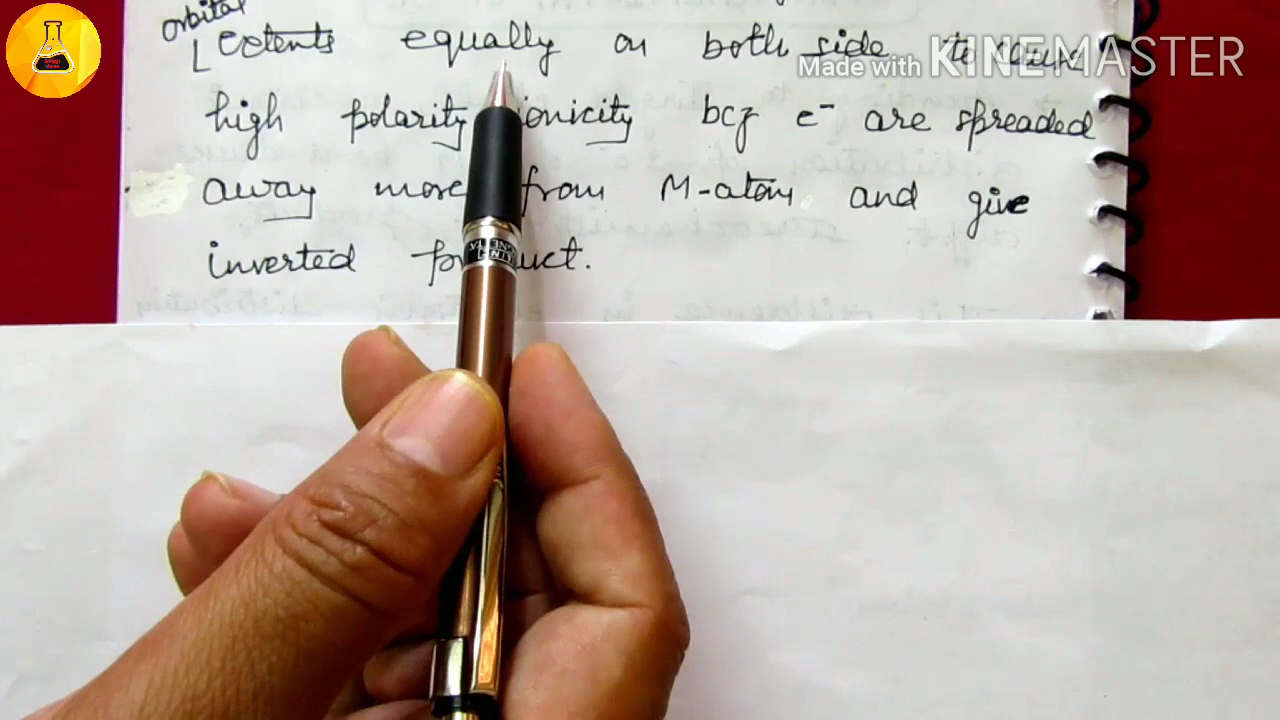 orbital
extents equally on both side
Made with KINEMASTER
high polarity ionicity bcz e⁻ are spreaded
away more from M-atom and give
inverted